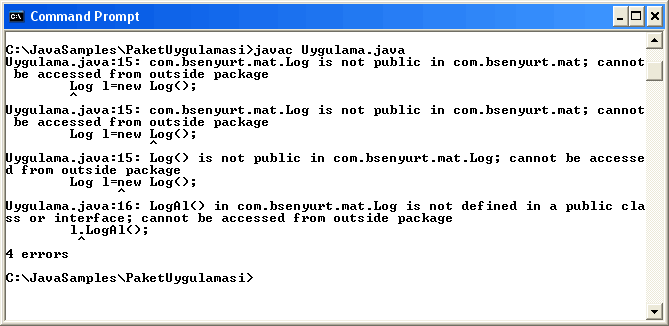 Command Prompt
C:\JavaSamples\PaketUygulamasi>javac Uygulama.java
Uygulama.java:15: com.bsenyurt.mat.Log is not public in com.bsenyurt.mat; cannot
 be accessed from outside package
        Log l=new Log();
        ^
Uygulama.java:15: com.bsenyurt.mat.Log is not public in com.bsenyurt.mat; cannot
 be accessed from outside package
        Log l=new Log();
                  ^
Uygulama.java:15: Log() is not public in com.bsenyurt.mat.Log; cannot be accesse
d from outside package
        Log l=new Log();
              ^
Uygulama.java:16: LogAl() in com.bsenyurt.mat.Log is not defined in a public cla
ss or interface; cannot be accessed from outside package
        l.LogAl();
         ^
4 errors
C:\JavaSamples\PaketUygulamasi>